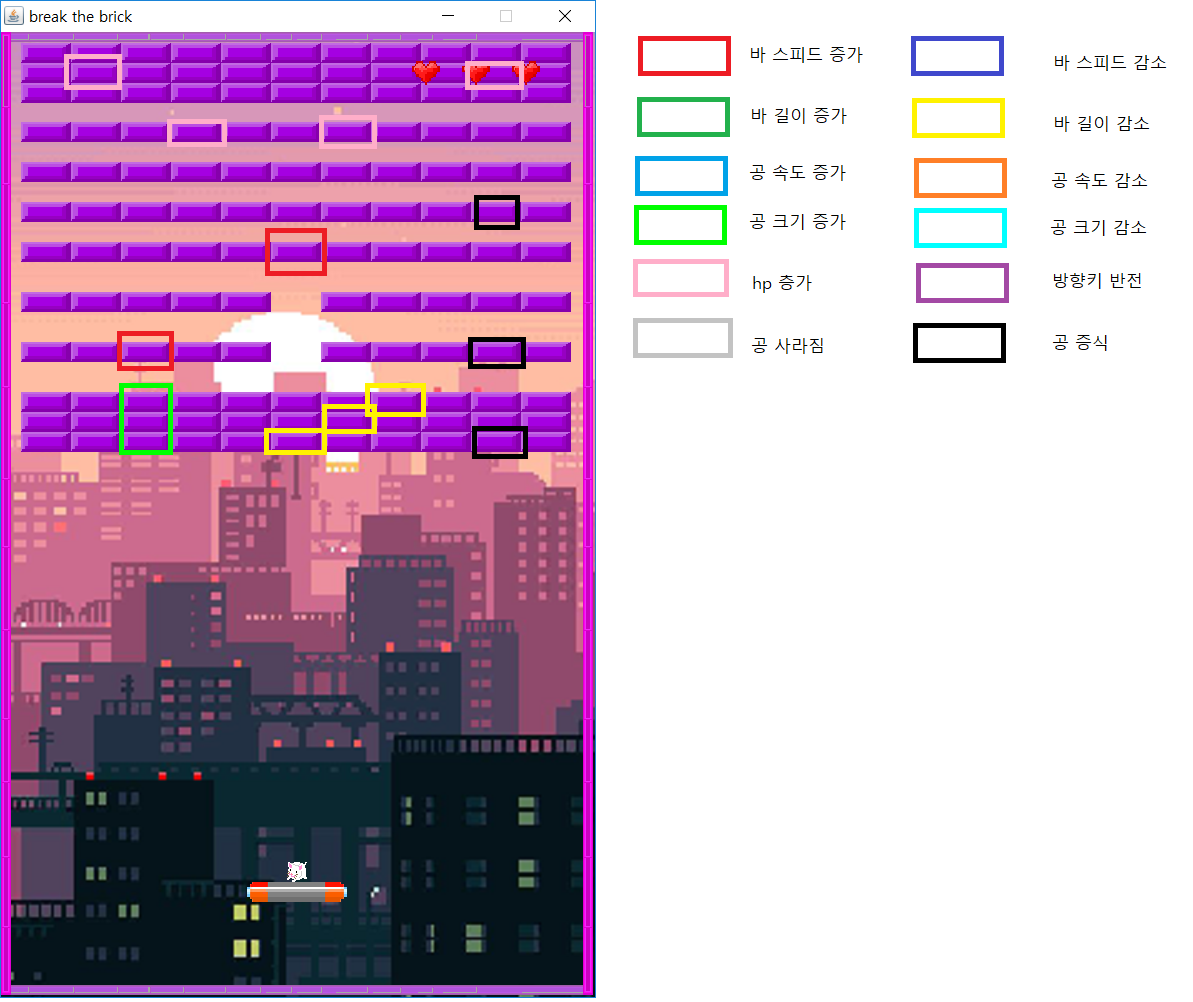 break the brick
바 스피드 증가
바 스피드 감소
바 길이 증가
바 길이 감소
공 속도 증가
공 속도 감소
공 크기 증가
공 크기 감소
hp 증가
방향키 반전
공 사라짐
공 증식